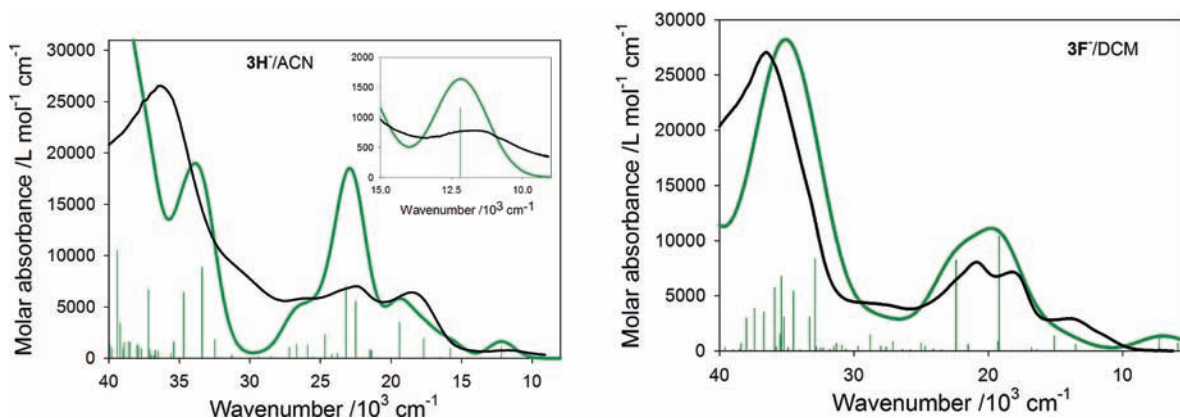 3H⁻/ACN
Molar absorbance /L mol⁻¹ cm⁻¹
30000
25000
20000
15000
10000
5000
0
40 35 30 25 20 15 10
Wavenumber /10³ cm⁻¹
2000
1500
1000
500
0
15.0 12.5 10.0
Wavenumber /10³ cm⁻¹
3F⁻/DCM
Molar absorbance /L mol⁻¹ cm⁻¹
30000
25000
20000
15000
10000
5000
0
40 30 20 10
Wavenumber /10³ cm⁻¹